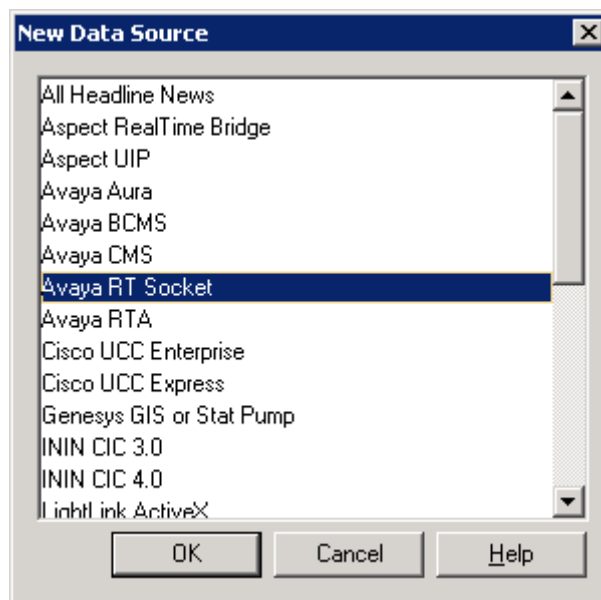 New Data Source
All Headline News
Aspect RealTime Bridge
Aspect UIP
Avaya Aura
Avaya BCMS
Avaya CMS
Avaya RT Socket
Avaya RTA
Cisco UCC Enterprise
Cisco UCC Express
Genesys GIS or Stat Pump
ININ CIC 3.0
ININ CIC 4.0
LightLink ActiveX
OK Cancel Help